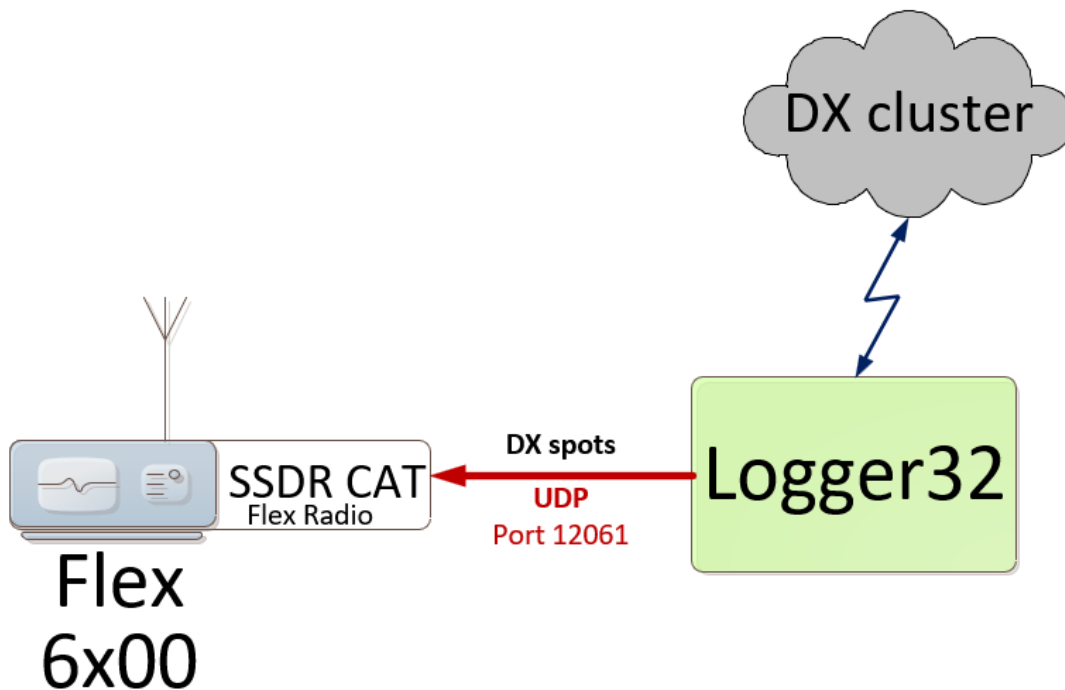 DX cluster
DX spots
UDP
Port 12061
Logger32
SSDR CAT
Flex Radio
Flex
6x00